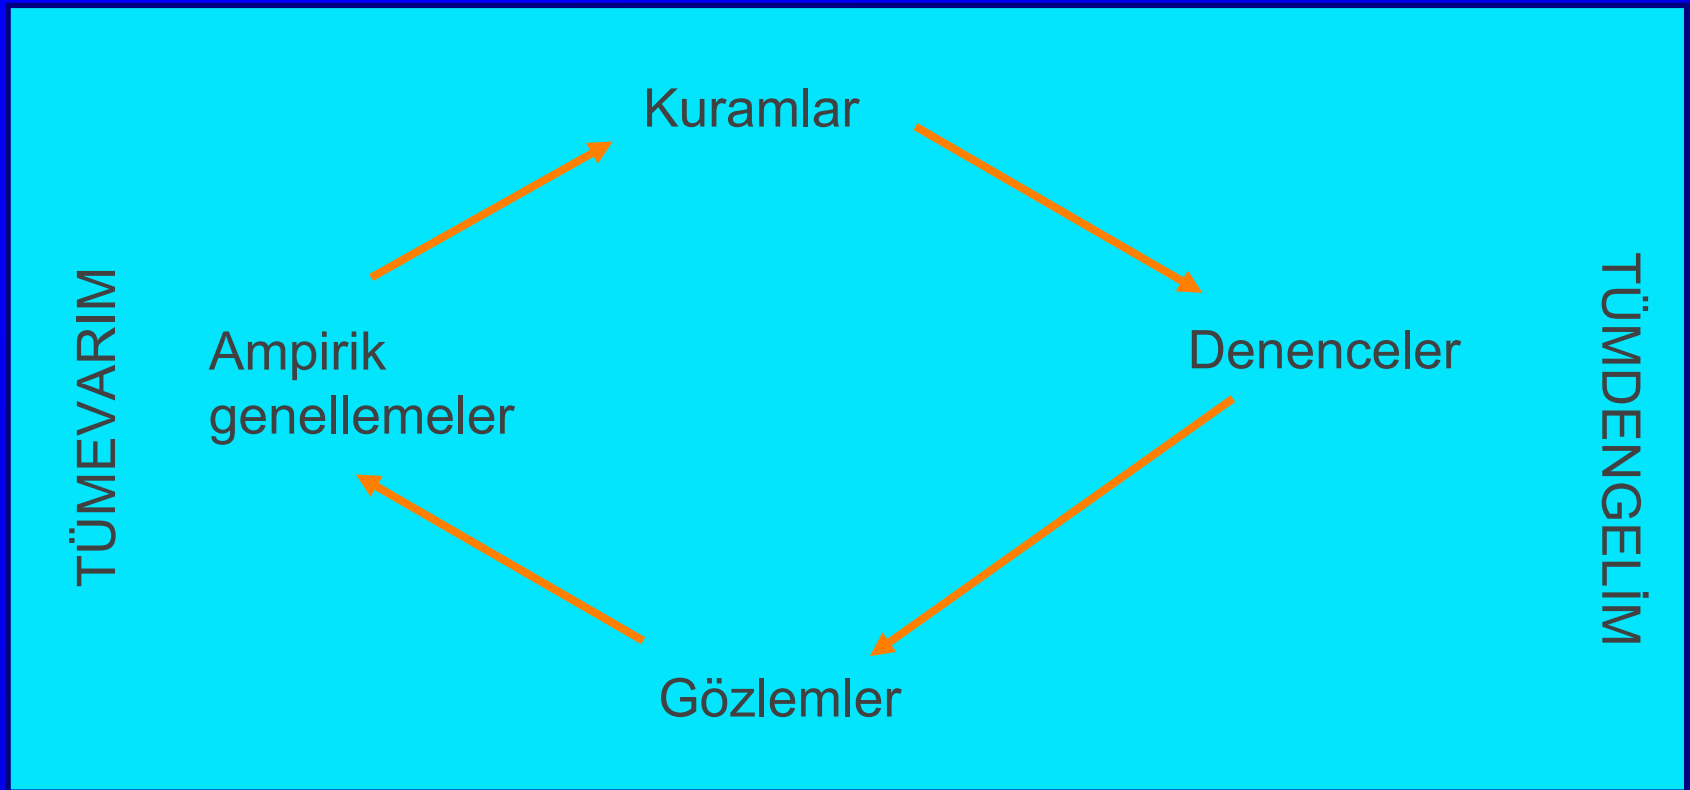 Kuramlar
TÜMEVARIM
Ampirik
genellemeler
Denenceler
TÜMDENGELİM
Gözlemler